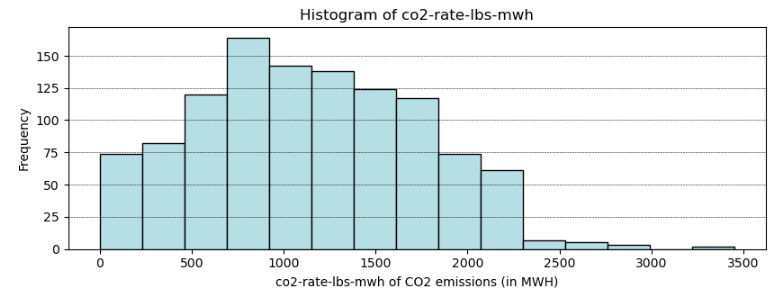 Histogram of co2-rate-lbs-mwh
Frequency
150
125
100
75
50
25
0
0 500 1000 1500 2000 2500 3000 3500
co2-rate-lbs-mwh of CO2 emissions (in MWH)